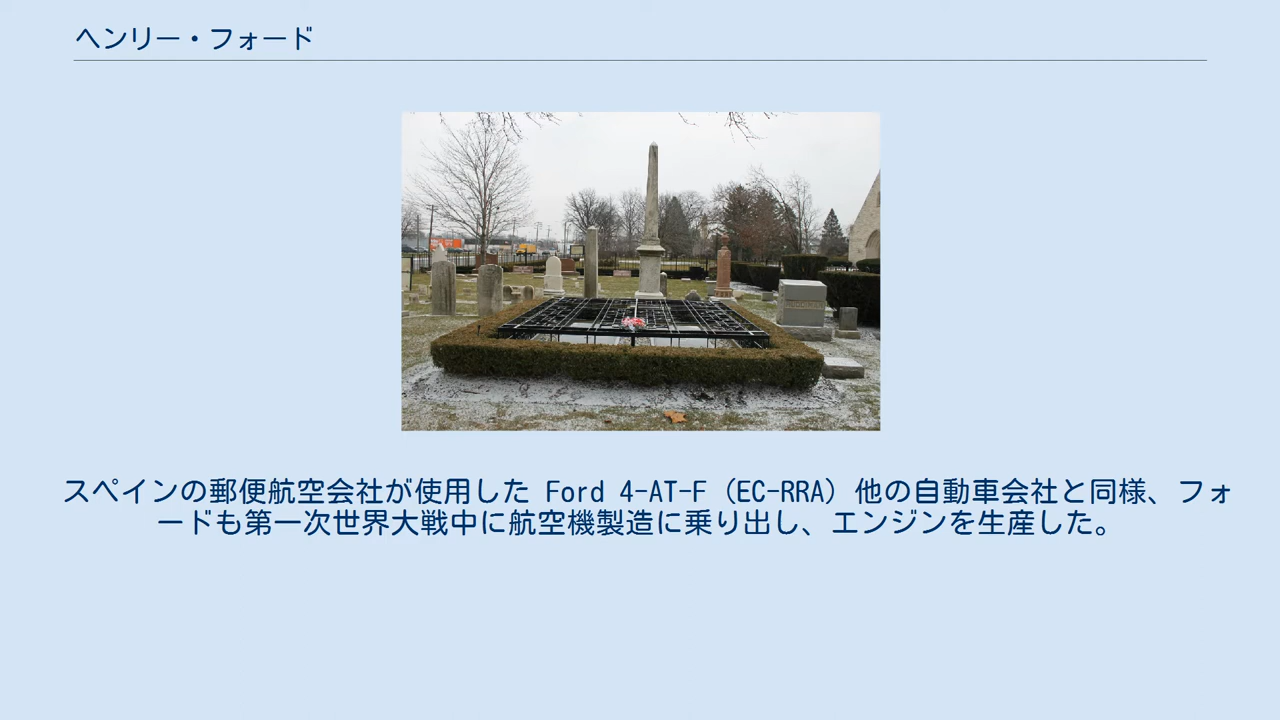 ヘンリー・フォード
スペインの郵便航空会社が使用した Ford 4-AT-F (EC-RRA) 他の自動車会社と同様、フォ
ードも第一次世界大戦中に航空機製造に乗り出し、エンジンを生産した。